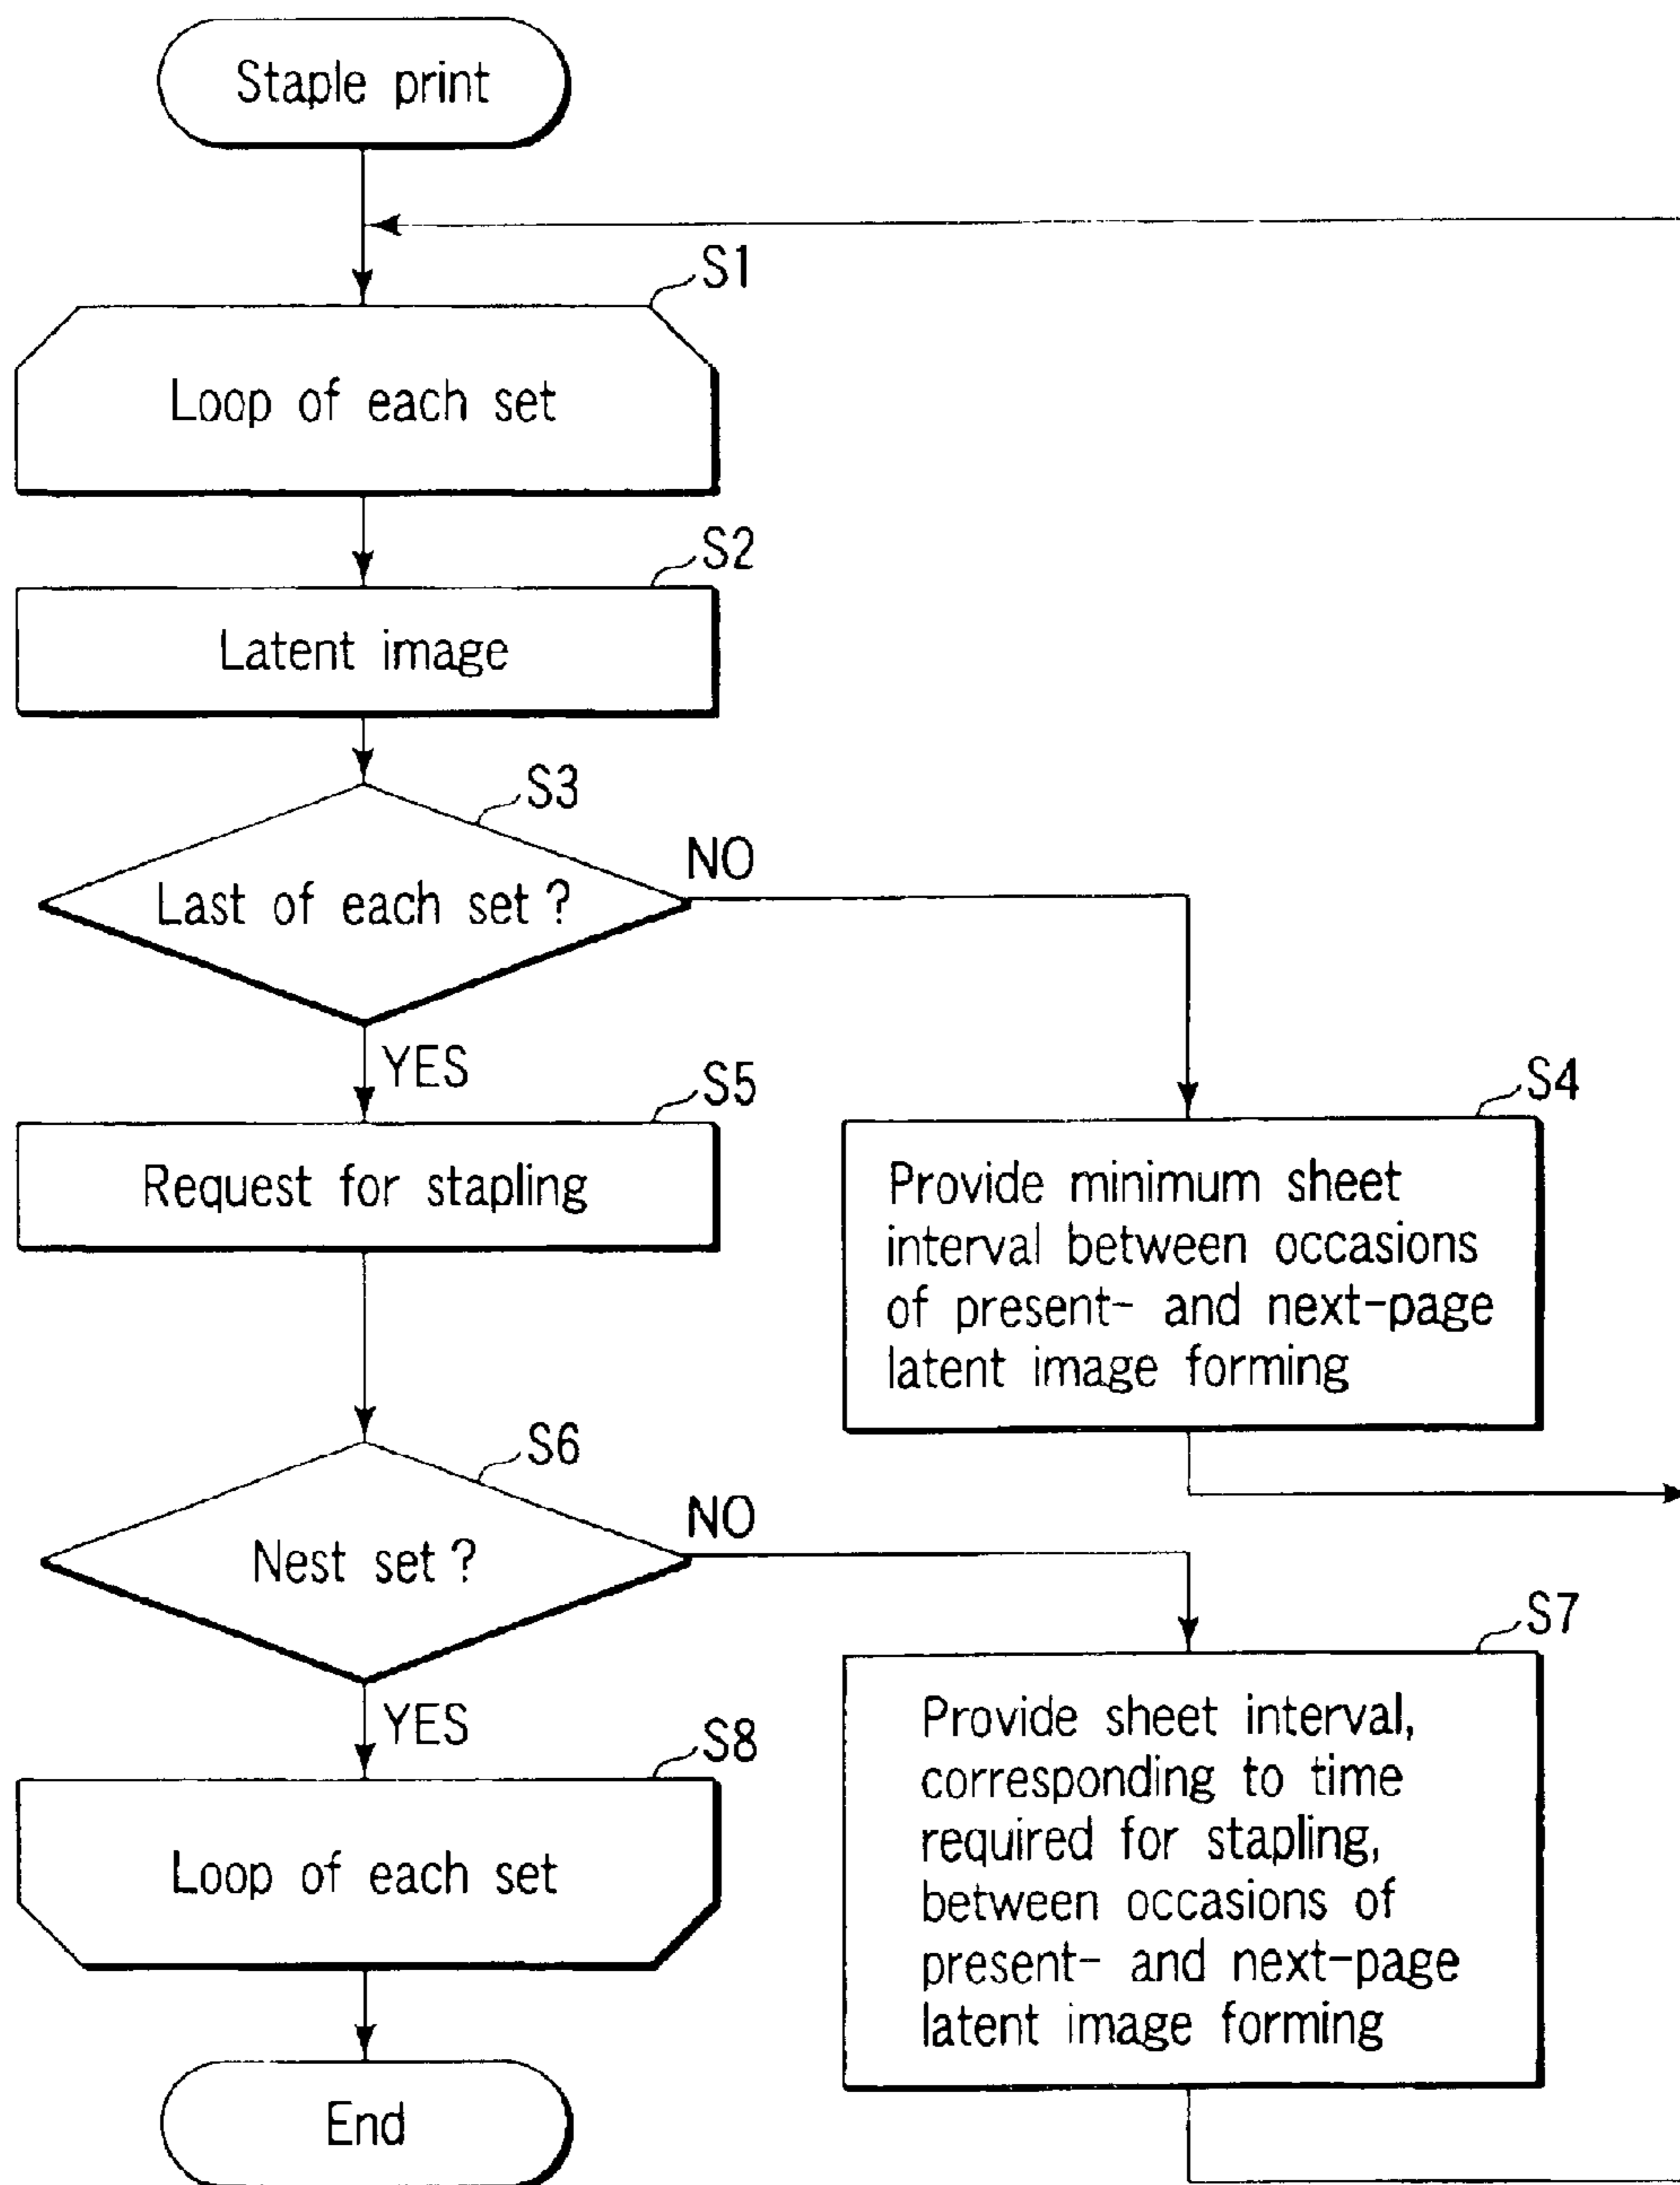 Staple print
S1
Loop of each set
S2
Latent image
S3
Last of each set ?
NO
YES
S5
Request for stapling
S4
Provide minimum sheet
interval between occasions
of present- and next-page
latent image forming
S6
Nest set ?
NO
YES
S7
Provide sheet interval,
corresponding to time
required for stapling,
between occasions of
present- and next-page
latent image forming
S8
Loop of each set
End